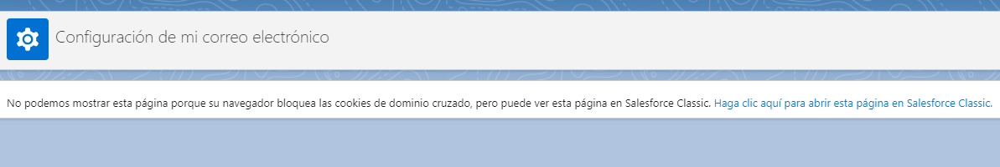 Configuración de mi correo electrónico
No podemos mostrar esta página porque su navegador bloquea las cookies de dominio cruzado, pero puede ver esta página en Salesforce Classic. Haga clic aquí para abrir esta página en Salesforce Classic.